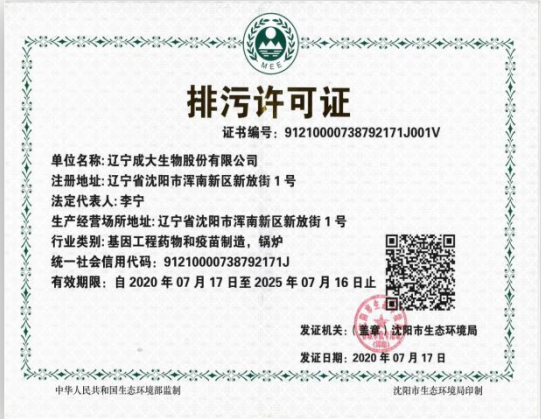 MEE
排污许可证
证书编号：91210000738792171J001V
单位名称：辽宁成大生物股份有限公司
注册地址：辽宁省沈阳市浑南新区新放街1号
法定代表人：李宁
生产经营场所地址：辽宁省沈阳市浑南新区新放街1号
行业类别：基因工程药物和疫苗制造，锅炉
统一社会信用代码：91210000738792171J
有效期限：自2020年07月17日至2025年07月16日止
发证机关：（盖章）沈阳市生态环境局
发证日期：2020年07月17日
中华人民共和国生态环境部监制
沈阳市生态环境局印制